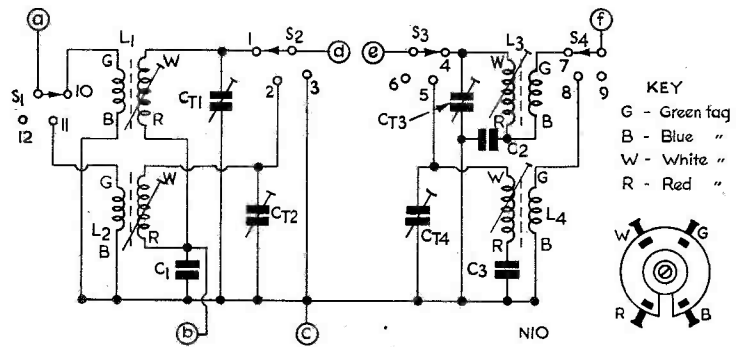 a
L1
1
S2
d
e
S3
4
L3
S4
f
7
G
W
W
G
2
3
6
5
8
9
S1
10
12
11
B
R
CT1
CT3
R
B
C2
KEY
G - Green tag
B - Blue "
W - White "
R - Red "
G
W
L2
B
R
CT2
C1
W
G
CT4
L4
R
B
C3
W
G
R
B
b
c
N10